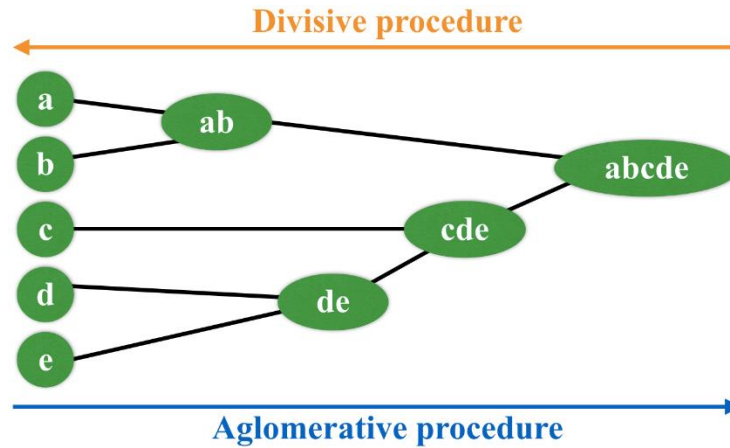 Divisive procedure
a
ab
b
abcde
c
cde
d
de
e
Aglomerative procedure